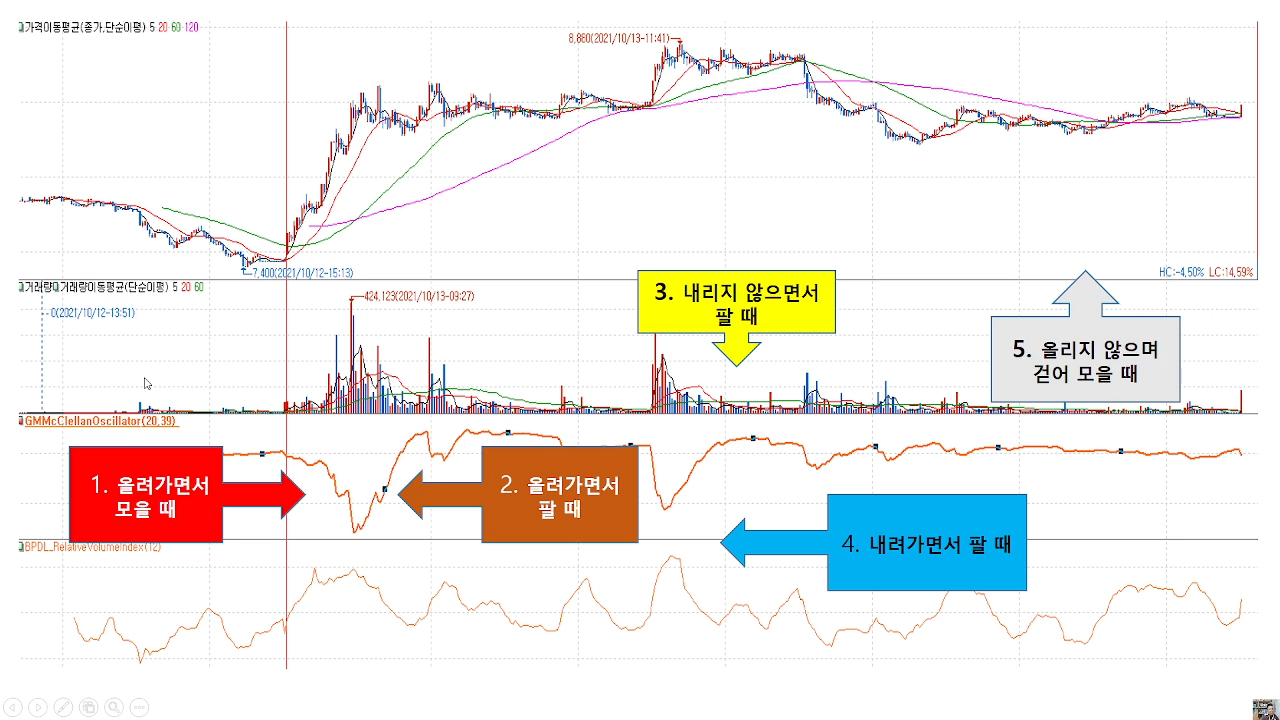 가격이동평균(종가,단순이평) 5 20 60 120
8,860(2021/10/13-11:41)
7,400(2021/10/12-15:13)
HC:-4,50% LC:14,59%
거래량 거래량이동평균(단순이평) 5 20 60
0(2021/10/12-13:51)
424,123(2021/10/13-09:27)
3. 내리지 않으면서
팔 때
5. 올리지 않으며
걷어 모을 때
GMMcClellanOscillator(20,39)
1. 올려가면서
모을 때
2. 올려가면서
팔 때
4. 내려가면서 팔 때
BPDL_RelativeVolumeIndex(12)